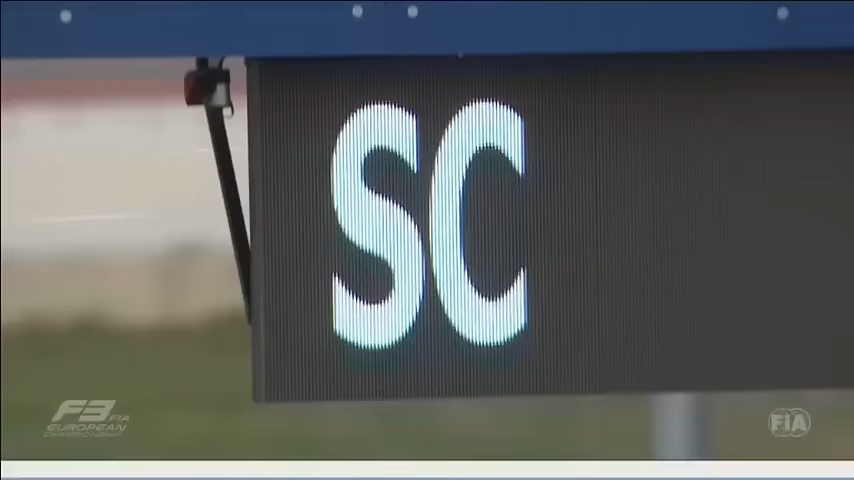 SC
F3 FIA
EUROPEAN
CHAMPIONSHIP
FIA